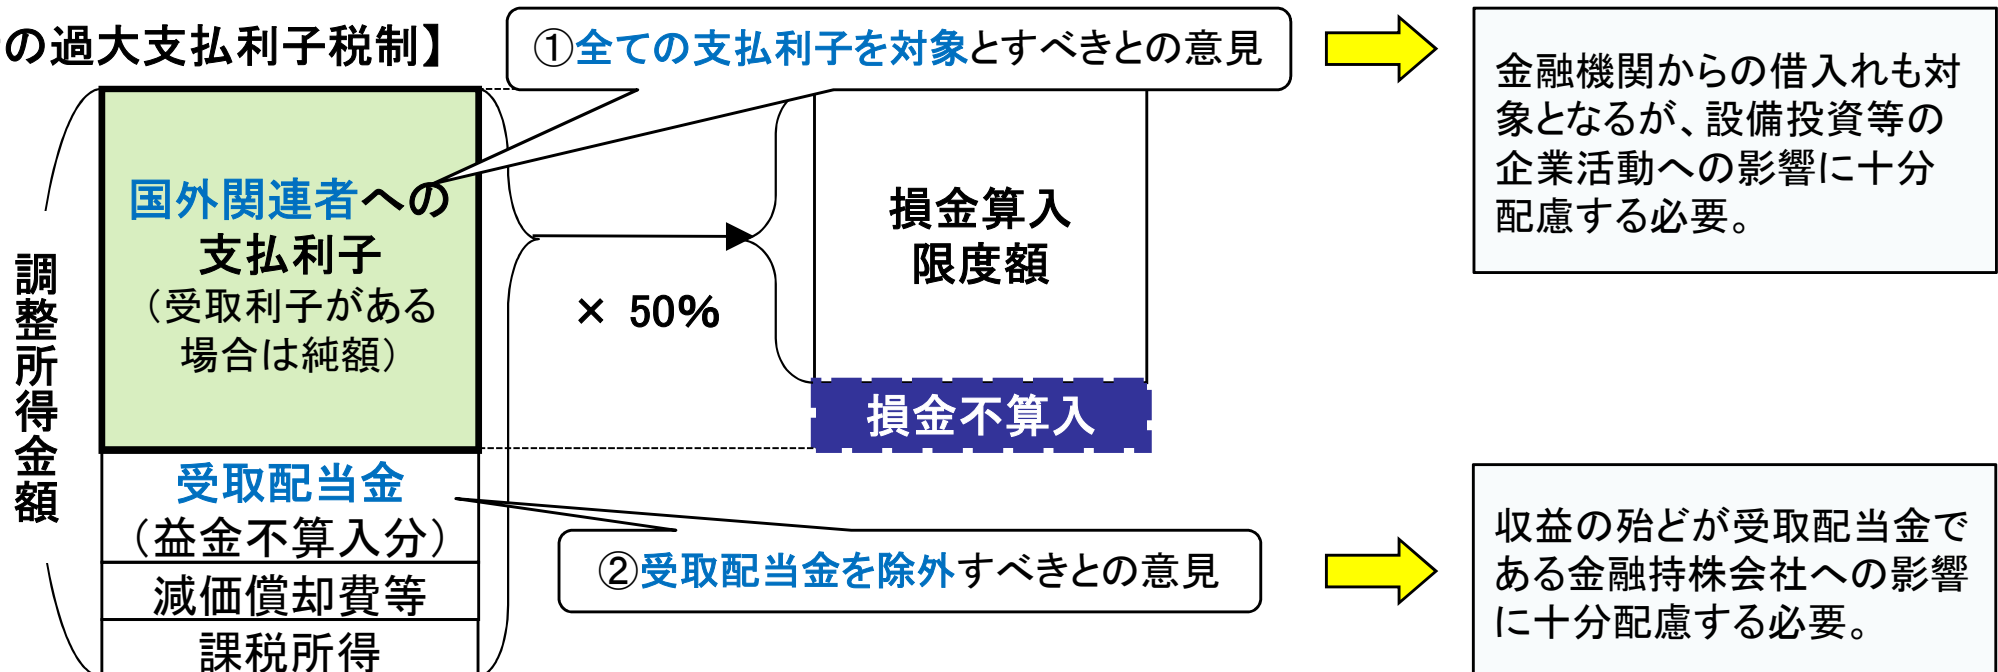 の過大支払利子税制】
①全ての支払利子を対象とすべきとの意見
金融機関からの借入れも対
象となるが、設備投資等の
企業活動への影響に十分
配慮する必要。
調整所得金額
国外関連者への
支払利子
（受取利子がある
場合は純額）
× 50%
損金算入
限度額
損金不算入
受取配当金
（益金不算入分）
減価償却費等
課税所得
②受取配当金を除外すべきとの意見
収益の殆どが受取配当金で
ある金融持株会社への影響
に十分配慮する必要。